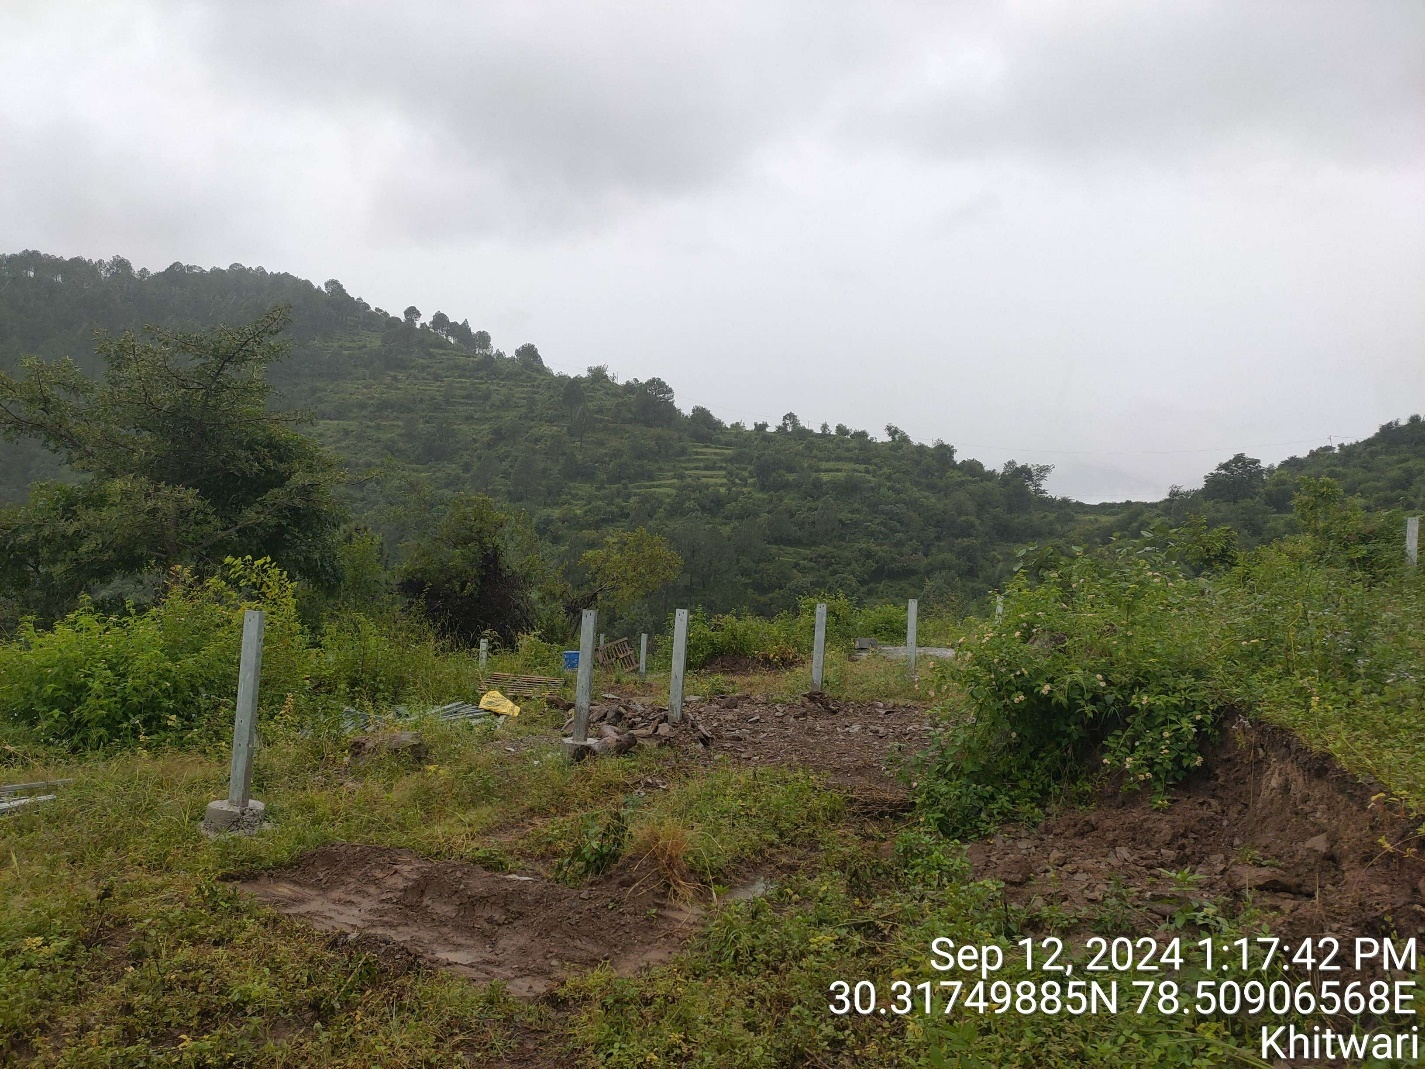 Sep 12, 2024 1:17:42 PM
30.31749885N 78.50906568E
Khitwari